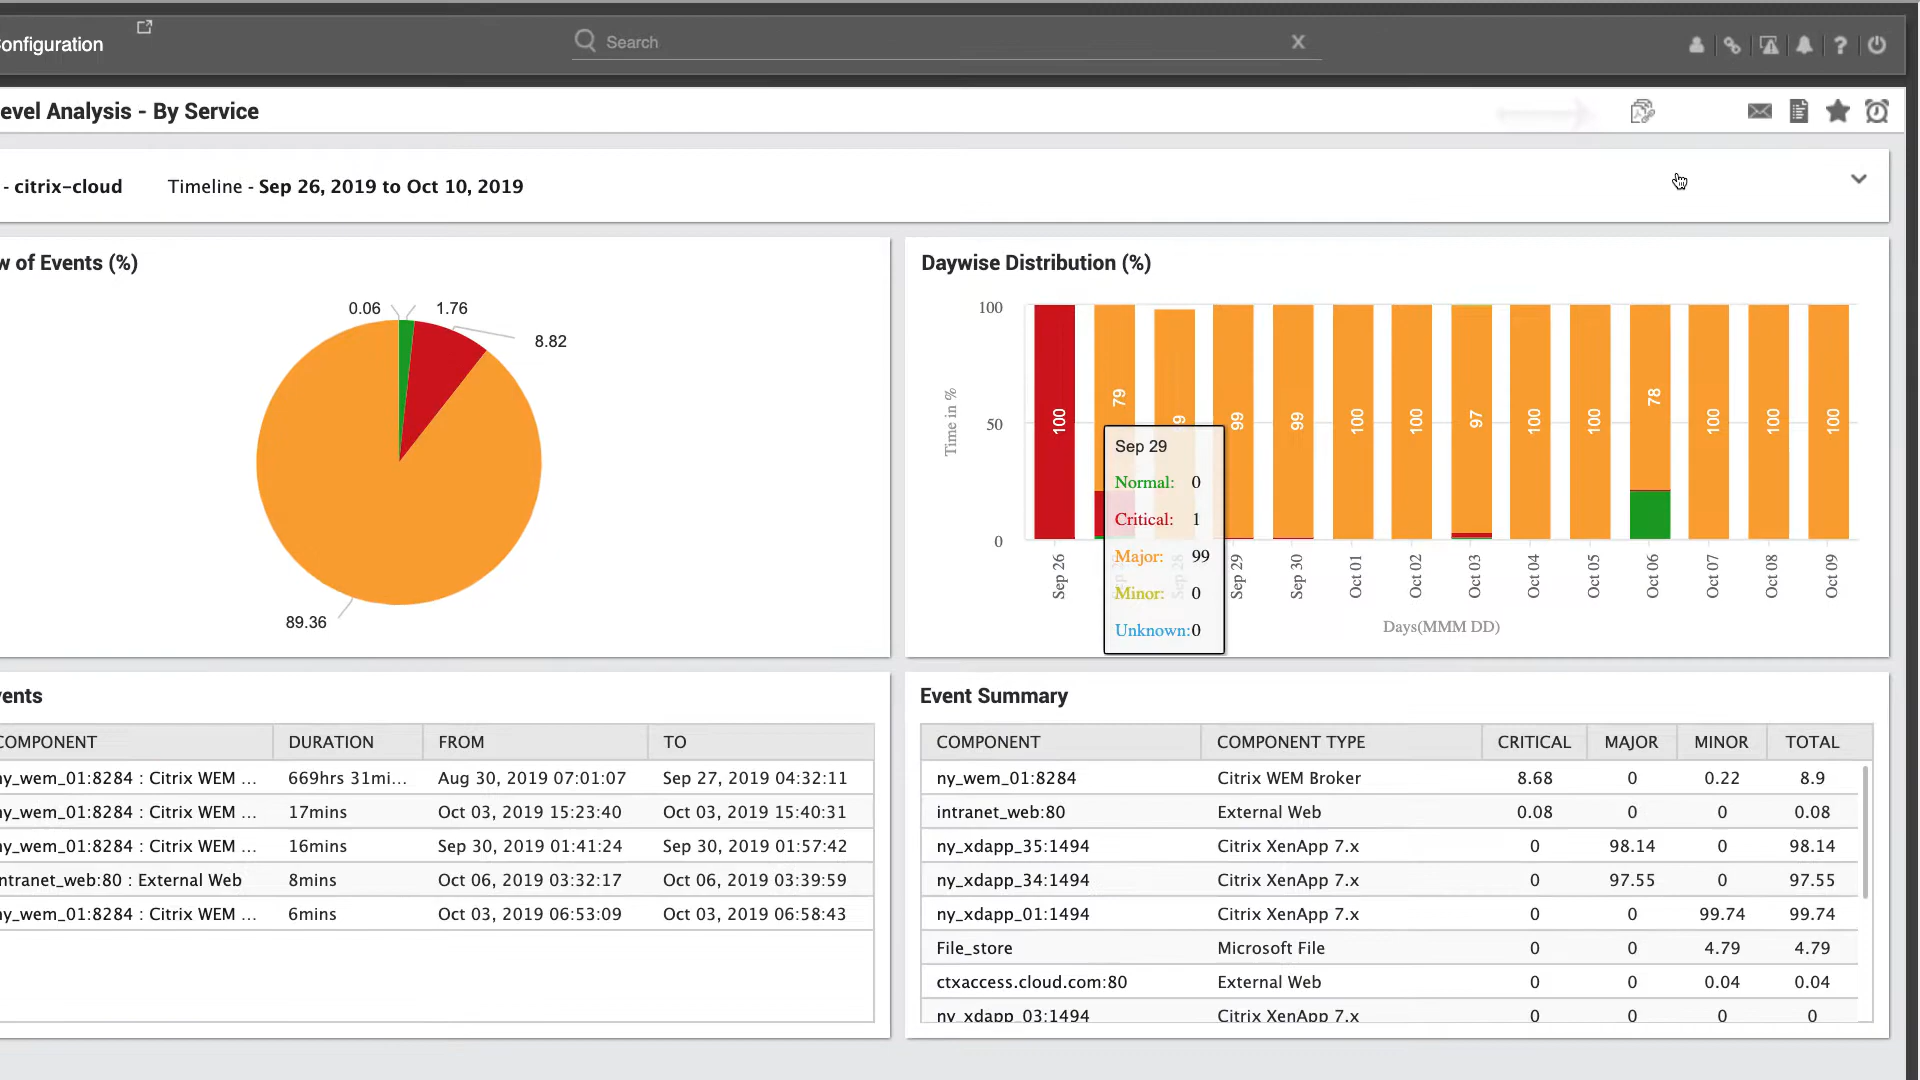 onfiguration
Search
X
evel Analysis - By Service
- citrix-cloud Timeline - Sep 26, 2019 to Oct 10, 2019
w of Events (%)
0.06 1.76
8.82
89.36
Daywise Distribution (%)
100
50
0
Time in %
100 79 9 99 99 100 100 97 100 100 78 100 100 100
Sep 29
Normal: 0
Critical: 1
Major: 99
Minor: 0
Unknown: 0
Sep 26 Sep 28 Sep 29 Sep 30 Oct 01 Oct 02 Oct 03 Oct 04 Oct 05 Oct 06 Oct 07 Oct 08 Oct 09
Days(MMM DD)
ents
COMPONENT DURATION FROM TO
ny_wem_01:8284 : Citrix WEM ... 669hrs 31mi... Aug 30, 2019 07:01:07 Sep 27, 2019 04:32:11
ny_wem_01:8284 : Citrix WEM ... 17mins Oct 03, 2019 15:23:40 Oct 03, 2019 15:40:31
ny_wem_01:8284 : Citrix WEM ... 16mins Sep 30, 2019 01:41:24 Sep 30, 2019 01:57:42
ntranet_web:80 : External Web 8mins Oct 06, 2019 03:32:17 Oct 06, 2019 03:39:59
ny_wem_01:8284 : Citrix WEM ... 6mins Oct 03, 2019 06:53:09 Oct 03, 2019 06:58:43
Event Summary
COMPONENT COMPONENT TYPE CRITICAL MAJOR MINOR TOTAL
ny_wem_01:8284 Citrix WEM Broker 8.68 0 0.22 8.9
intranet_web:80 External Web 0.08 0 0 0.08
ny_xdapp_35:1494 Citrix XenApp 7.x 0 98.14 0 98.14
ny_xdapp_34:1494 Citrix XenApp 7.x 0 97.55 0 97.55
ny_xdapp_01:1494 Citrix XenApp 7.x 0 0 99.74 99.74
File_store Microsoft File 0 0 4.79 4.79
ctxaccess.cloud.com:80 External Web 0 0 0.04 0.04
ny_xdapp_03:1494 Citrix XenApp 7.x 0 0 0 0